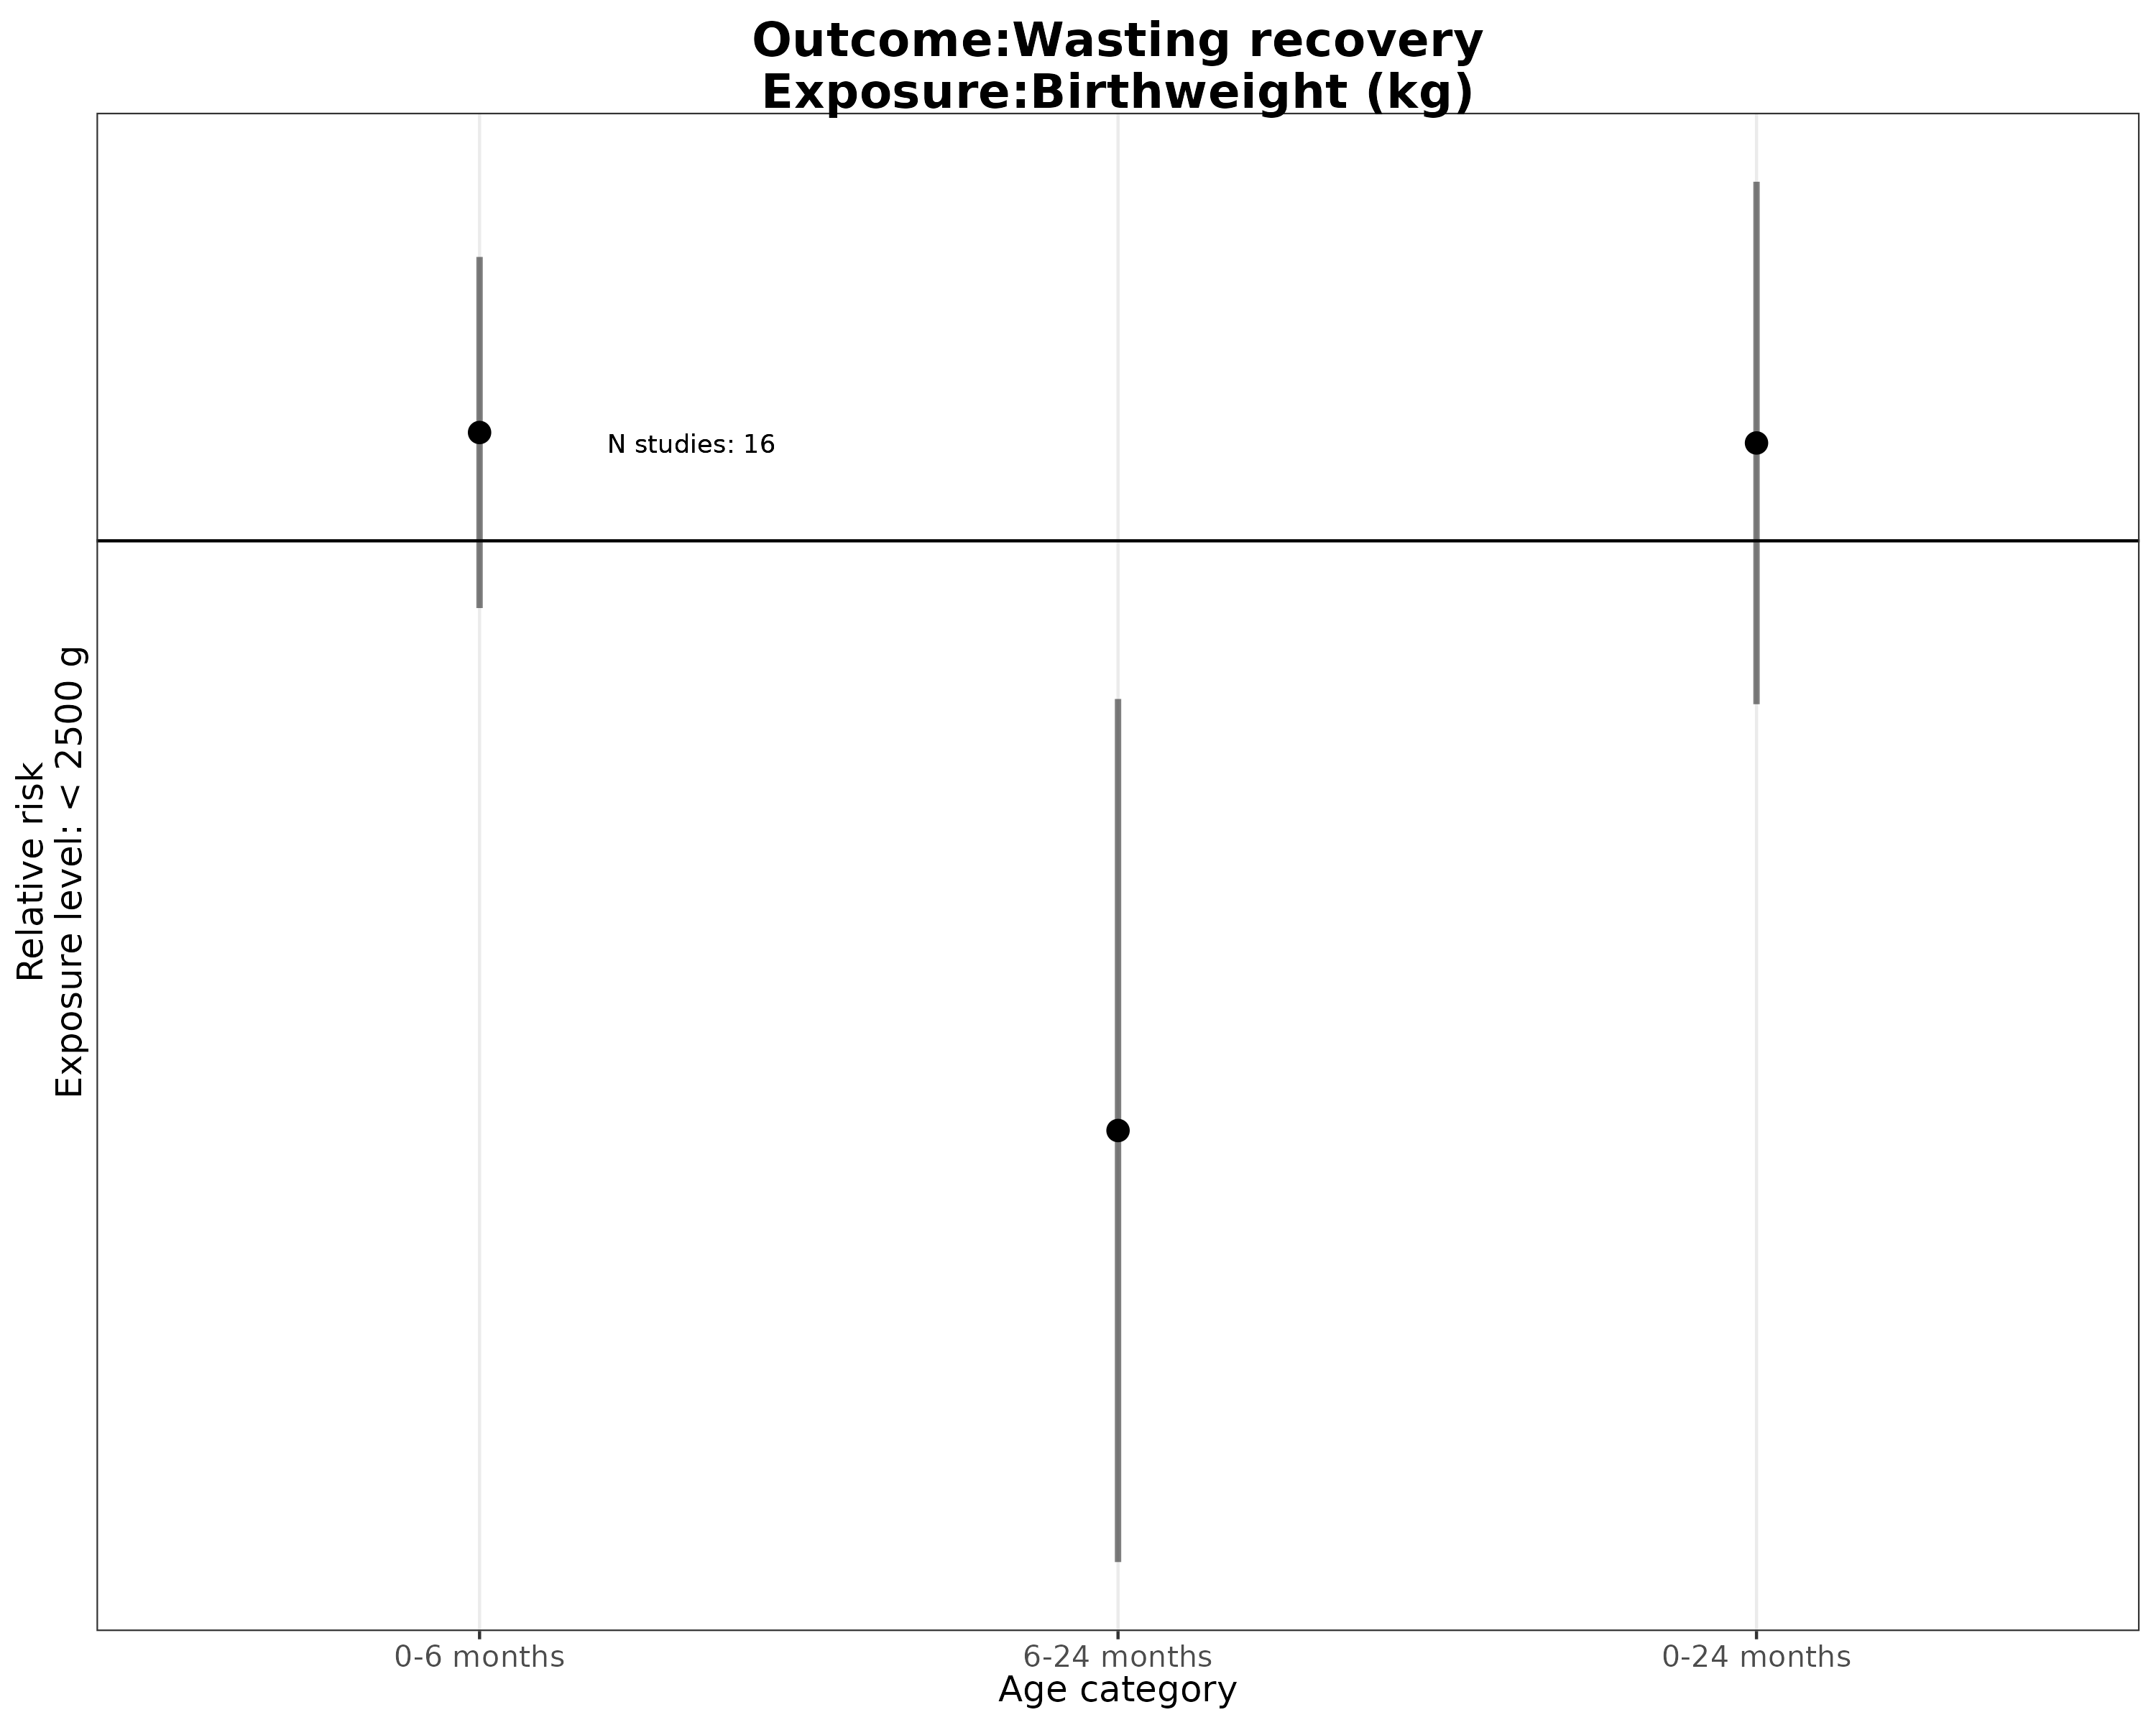 Outcome:Wasting recovery
Exposure:Birthweight (kg)
N studies: 16
Relative risk
Exposure level: < 2500 g
0-6 months
6-24 months
0-24 months
Age category